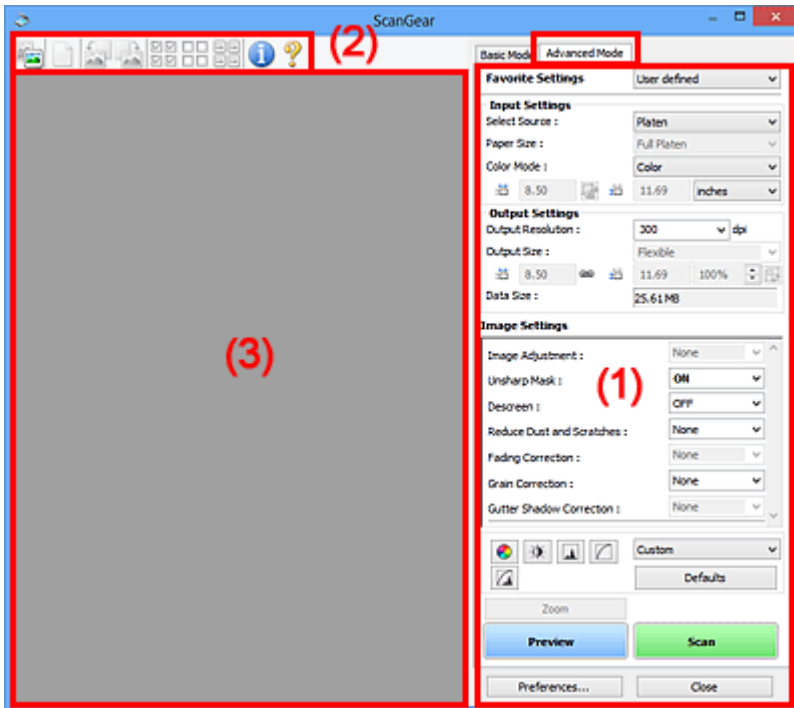 ScanGear
(2)
Basic Mode Advanced Mode
Favorite Settings User defined
Input Settings
Select Source : Platen
Paper Size : Full Platen
Color Mode : Color
8.50 11.69 inches
Output Settings
Output Resolution : 300 dpi
Output Size : Flexible
8.50 11.69 100%
Data Size : 25.61MB
Image Settings
(3)
(1)
Image Adjustment : None
Unsharp Mask : ON
Descreen : OFF
Reduce Dust and Scratches : None
Fading Correction : None
Grain Correction : None
Gutter Shadow Correction : None
Custom
Defaults
Zoom
Preview Scan
Preferences... Close